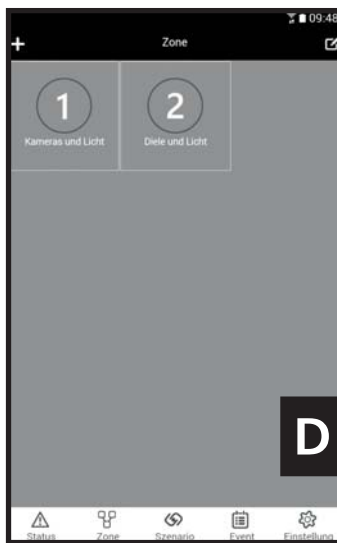 09:48
Zone
1
2
Kameras und Licht
Diele und Licht
D
Status
Zone
Szenario
Event
Einstellung